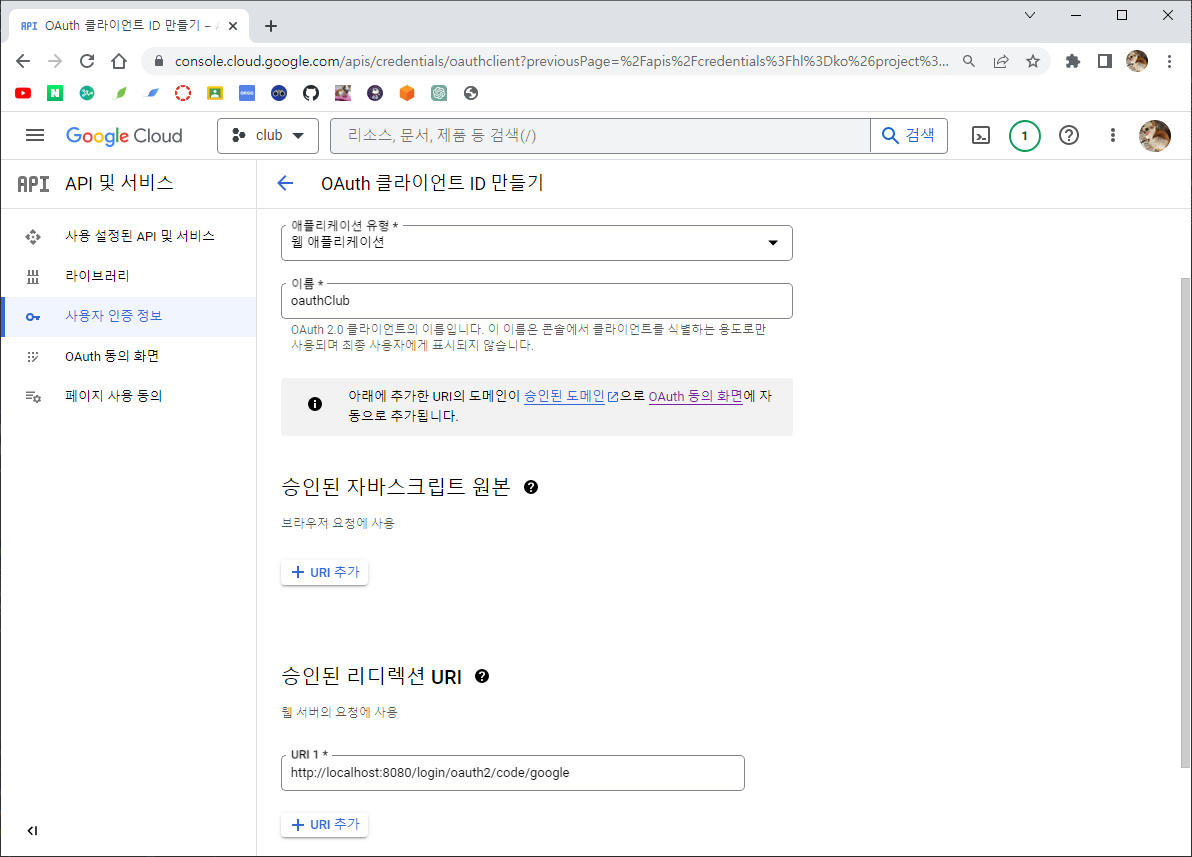 API OAuth 클라이언트 ID 만들기 –
console.cloud.google.com/apis/credentials/oauthclient?previousPage=%2Fapis%2Fcredentials%3Fhl%3Dko%26project%3...
Google Cloud
club
리소스, 문서, 제품 등 검색(/)
검색
1
API API 및 서비스
OAuth 클라이언트 ID 만들기
사용 설정된 API 및 서비스
라이브러리
사용자 인증 정보
OAuth 동의 화면
페이지 사용 동의
애플리케이션 유형 *
웹 애플리케이션
이름 *
oauthClub
OAuth 2.0 클라이언트의 이름입니다. 이 이름은 콘솔에서 클라이언트를 식별하는 용도로만
사용되며 최종 사용자에게 표시되지 않습니다.
아래에 추가한 URI의 도메인이 승인된 도메인으로 OAuth 동의 화면에 자
동으로 추가됩니다.
승인된 자바스크립트 원본
브라우저 요청에 사용
+ URI 추가
승인된 리디렉션 URI
웹 서버의 요청에 사용
URI 1 *
http://localhost:8080/login/oauth2/code/google
+ URI 추가